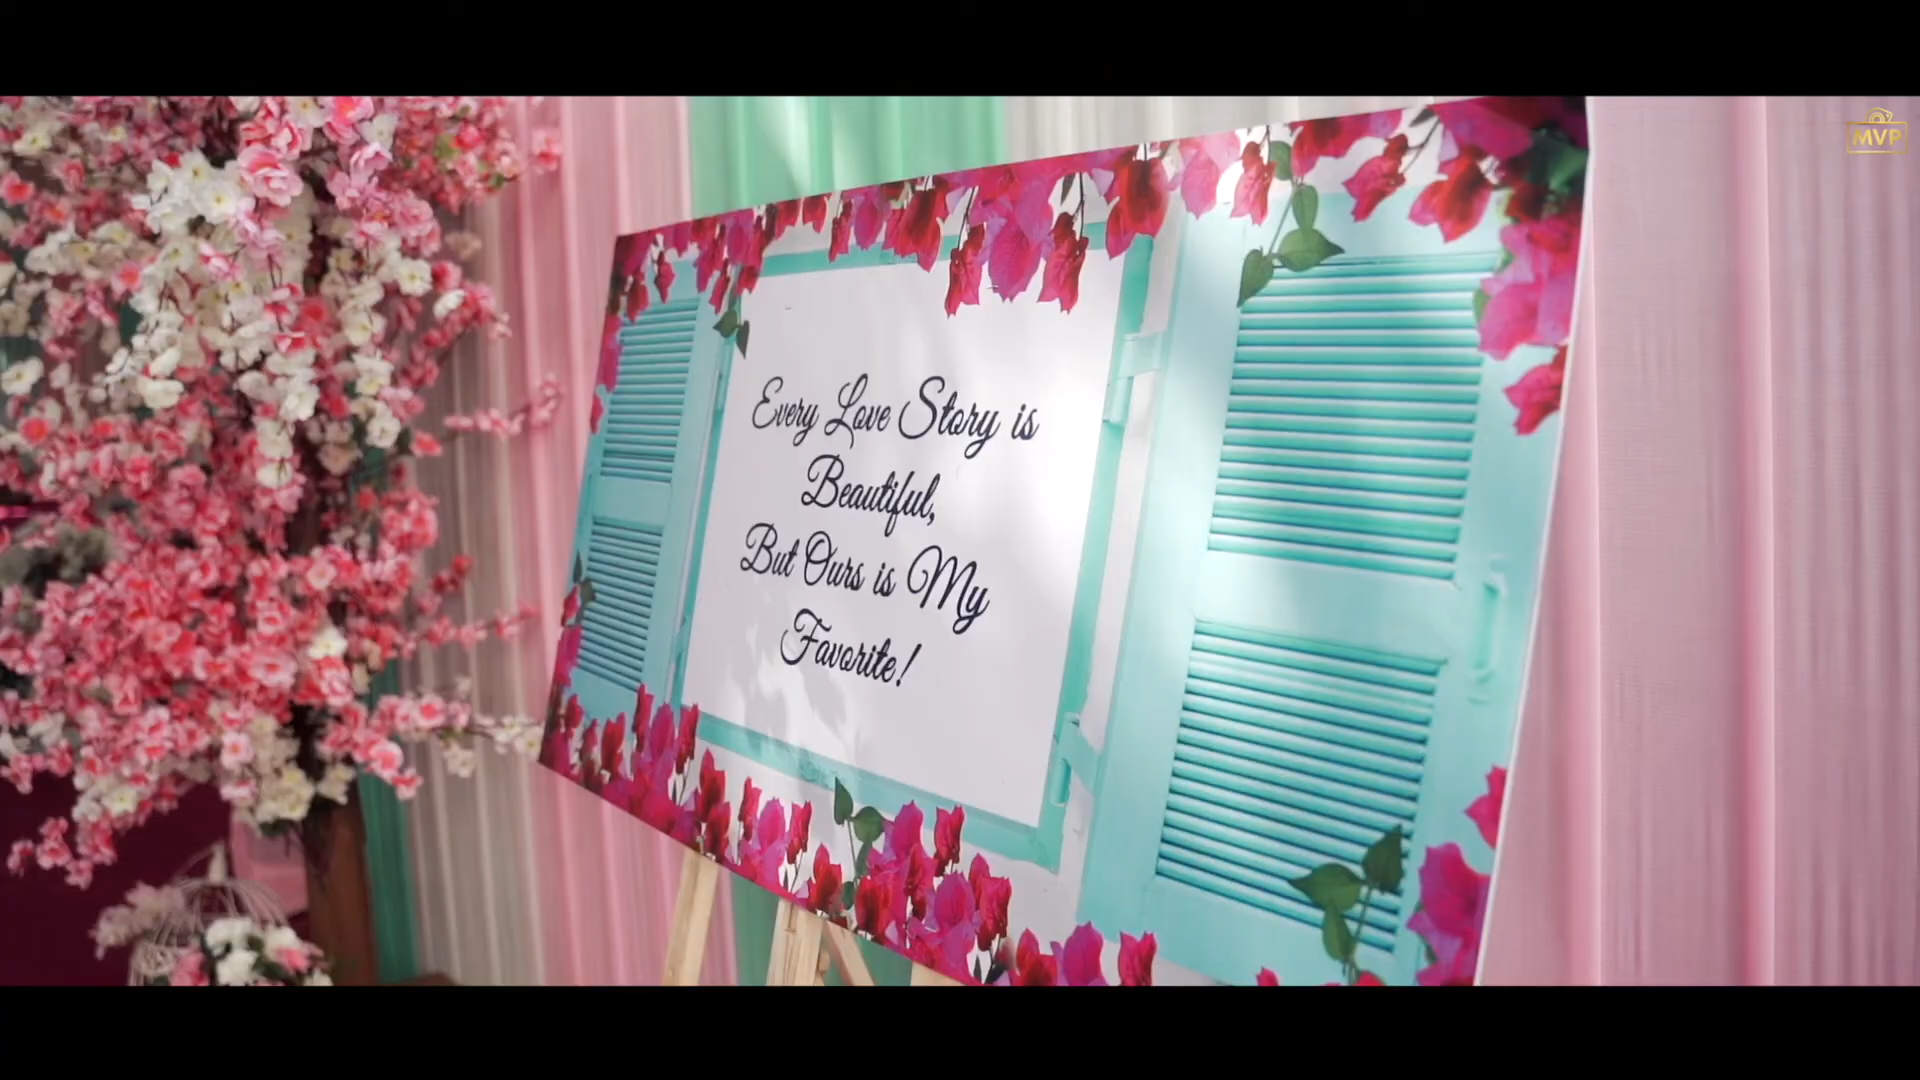 MVP
Every Love Story is
Beautiful,
But Ours is My
Favorite!